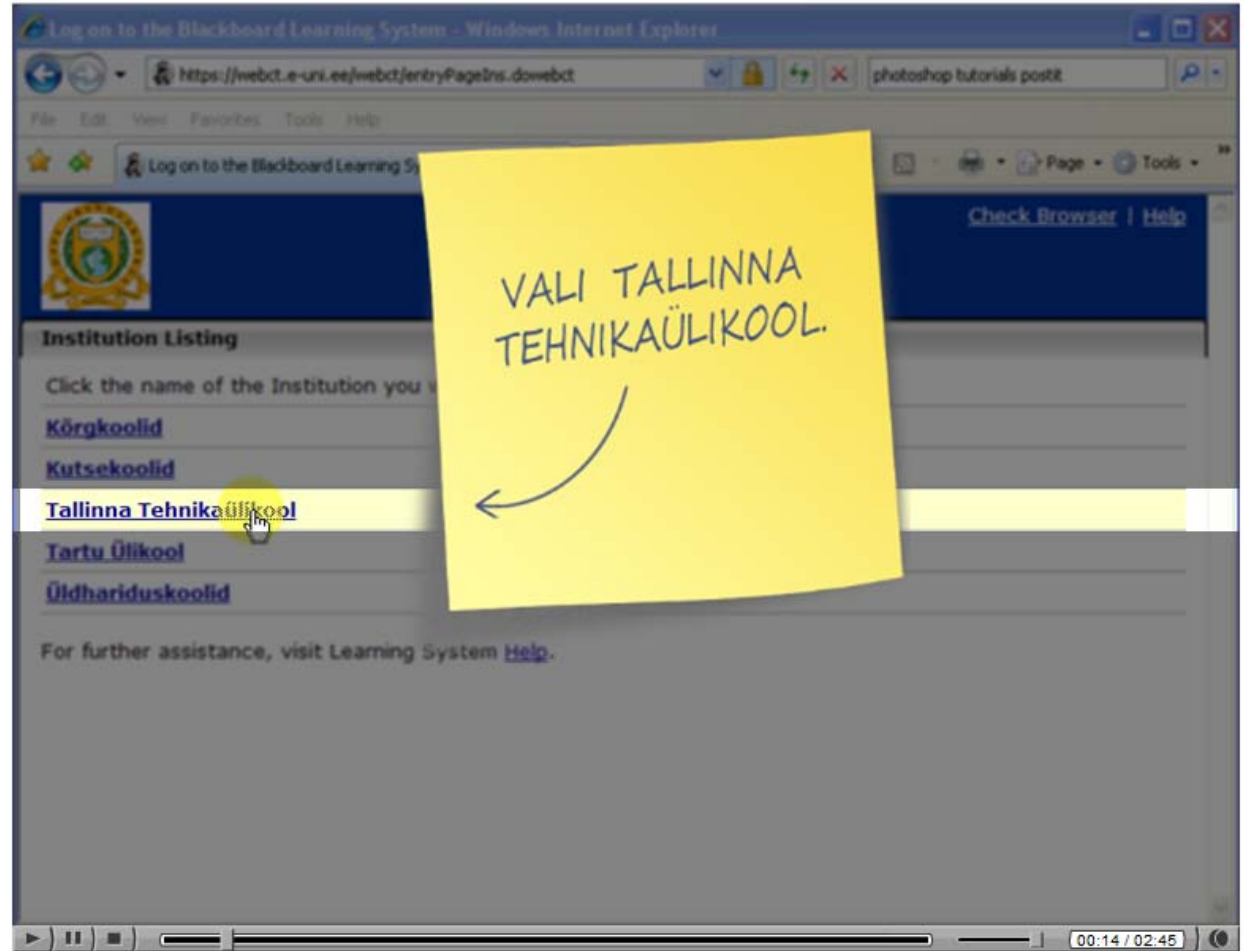 Log on to the Blackboard Learning System - Windows Internet Explorer
https://webct.e-uni.ee/webct/entryPageIns.dowebct
photoshop tutorials postit
File Edit View Favorites Tools Help
Log on to the Blackboard Learning Sy
Page Tools
Check Browser | Help
VALI TALLINNA
TEHNIKAÜLIKOOL.
Institution Listing
Click the name of the Institution you
Kõrgkoolid
Kutsekoolid
Tallinna Tehnikaülikool
Tartu Ülikool
Üldhariduskoolid
For further assistance, visit Learning System Help.
00:14 / 02:45